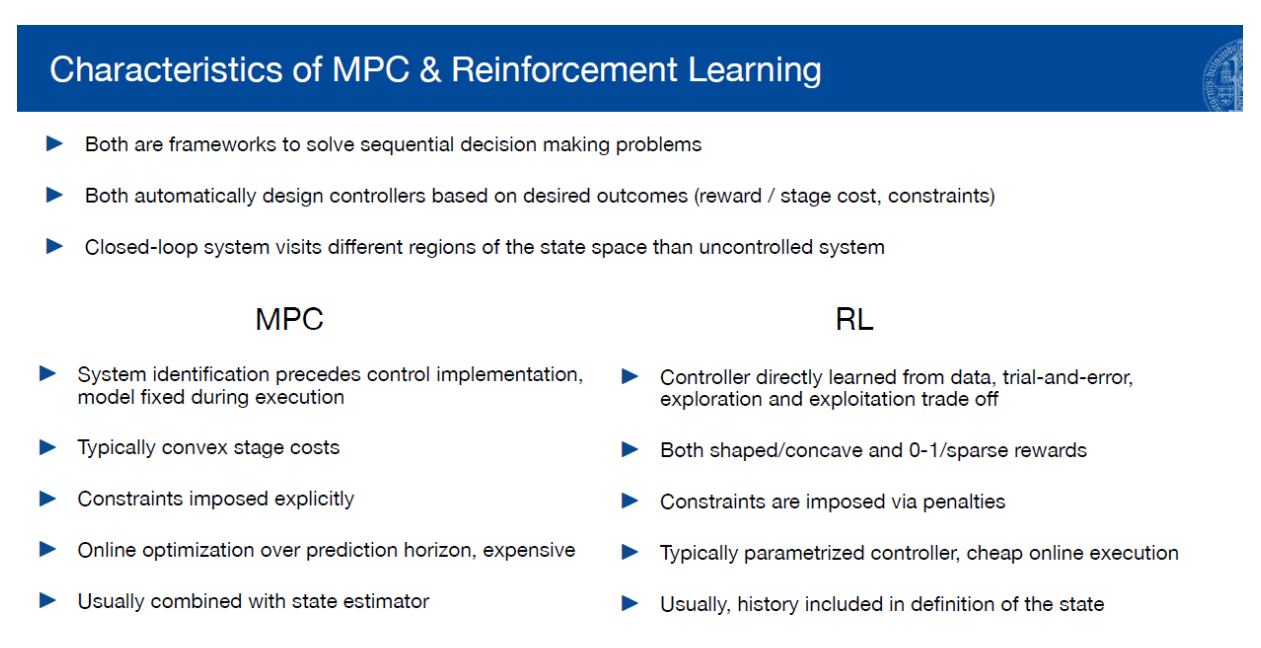 Characteristics of MPC & Reinforcement Learning
Both are frameworks to solve sequential decision making problems
Both automatically design controllers based on desired outcomes (reward / stage cost, constraints)
Closed-loop system visits different regions of the state space than uncontrolled system
MPC
System identification precedes control implementation,
model fixed during execution
Typically convex stage costs
Constraints imposed explicitly
Online optimization over prediction horizon, expensive
Usually combined with state estimator
RL
Controller directly learned from data, trial-and-error,
exploration and exploitation trade off
Both shaped/concave and 0-1/sparse rewards
Constraints are imposed via penalties
Typically parametrized controller, cheap online execution
Usually, history included in definition of the state